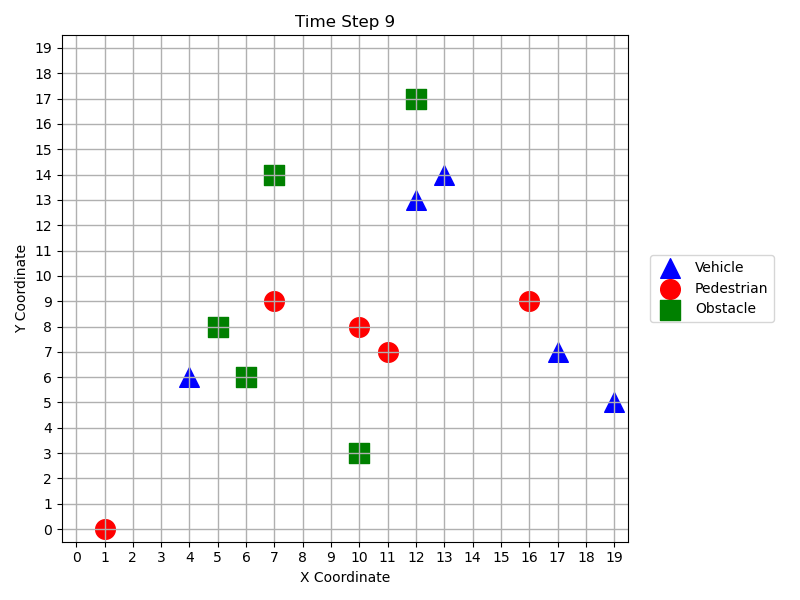 Time Step 9
19
18
17
16
15
14
13
12
11
10
9
8
7
6
5
4
3
2
1
0
Y Coordinate
0 1 2 3 4 5 6 7 8 9 10 11 12 13 14 15 16 17 18 19
X Coordinate
Vehicle
Pedestrian
Obstacle